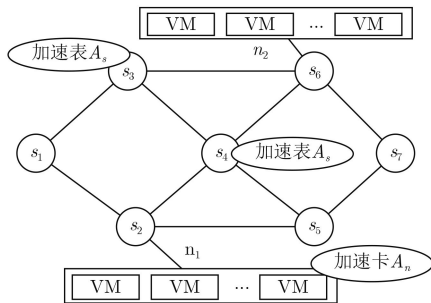 VM VM ... VM
加速表A_s
n_2
s_3 s_6
s_1 s_4 加速表A_s s_7
s_2 s_5
n_1
加速卡A_n
VM VM ... VM